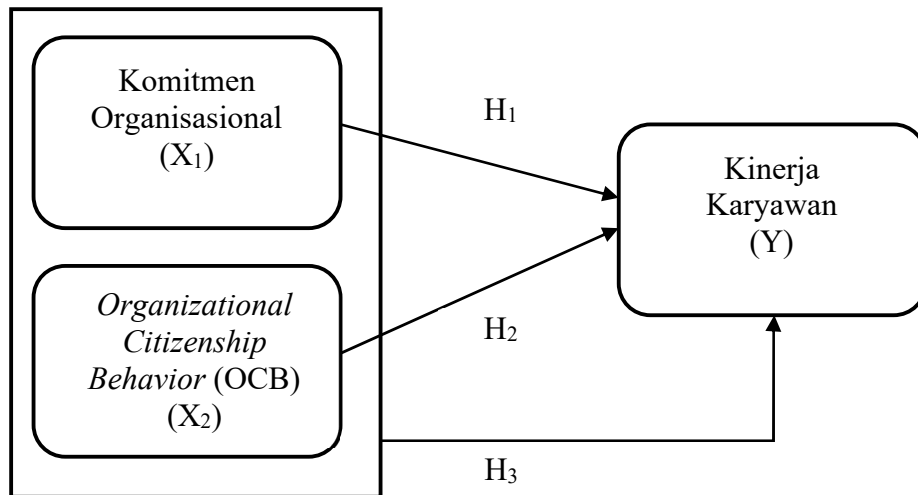 Komitmen
Organisasional
(X₁)
H₁
Kinerja
Karyawan
(Y)
Organizational
Citizenship
Behavior (OCB)
(X₂)
H₂
H₃